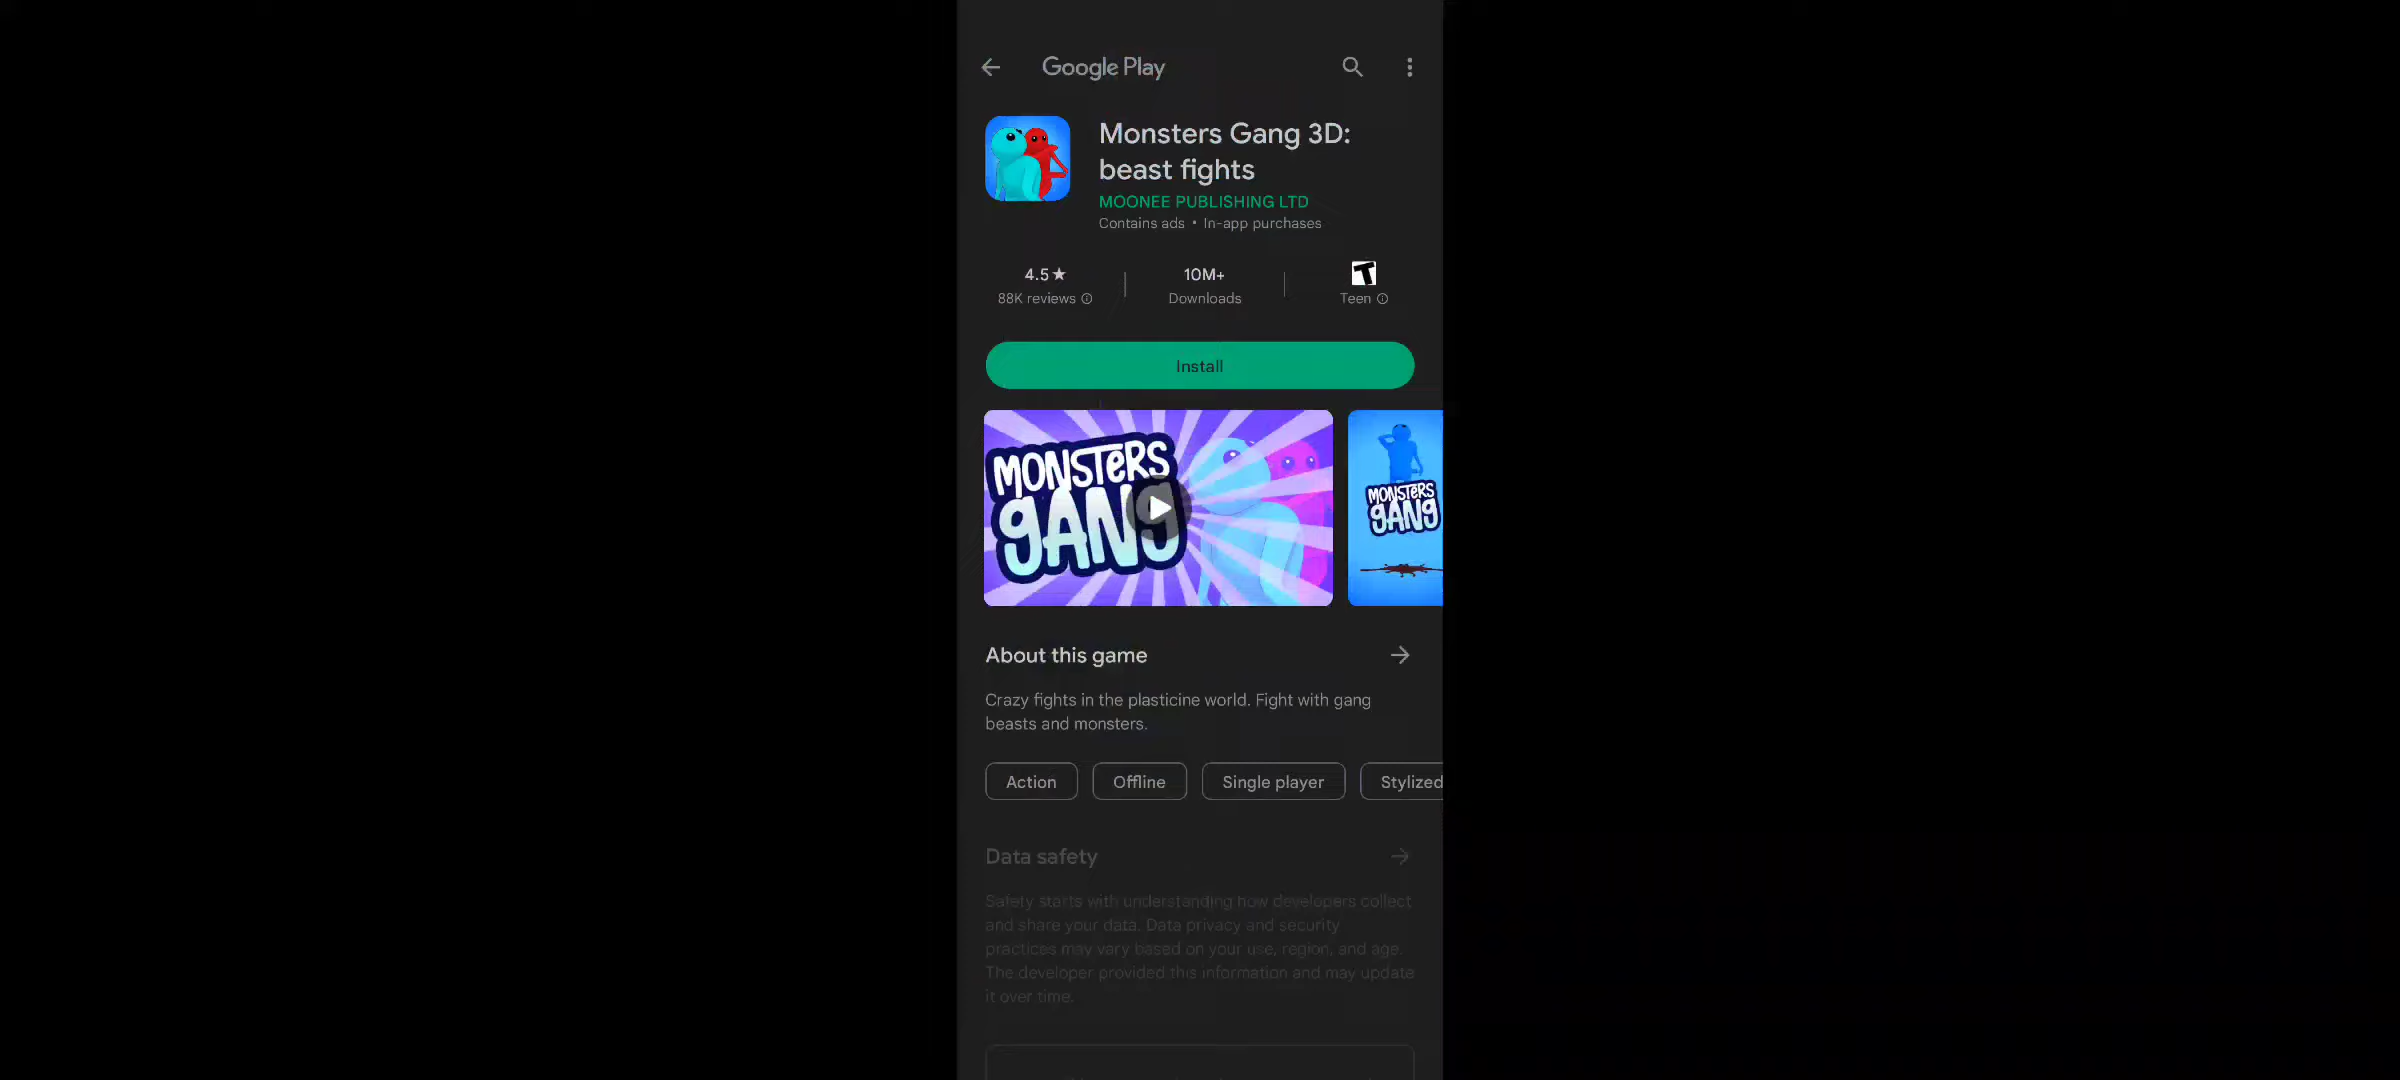 Google Play
Monsters Gang 3D:
beast fights
MOONEE PUBLISHING LTD
Contains ads • In-app purchases
4.5★
88K reviews
10M+
Downloads
T
Teen
Install
MONSTeRS
gANg
MONSTeRS
gANg
About this game
Crazy fights in the plasticine world. Fight with gang
beasts and monsters.
Action
Offline
Single player
Stylized
Data safety
Safety starts with understanding how developers collect
and share your data. Data privacy and security
practices may vary based on your use, region, and age.
The developer provided this information and may update
it over time.